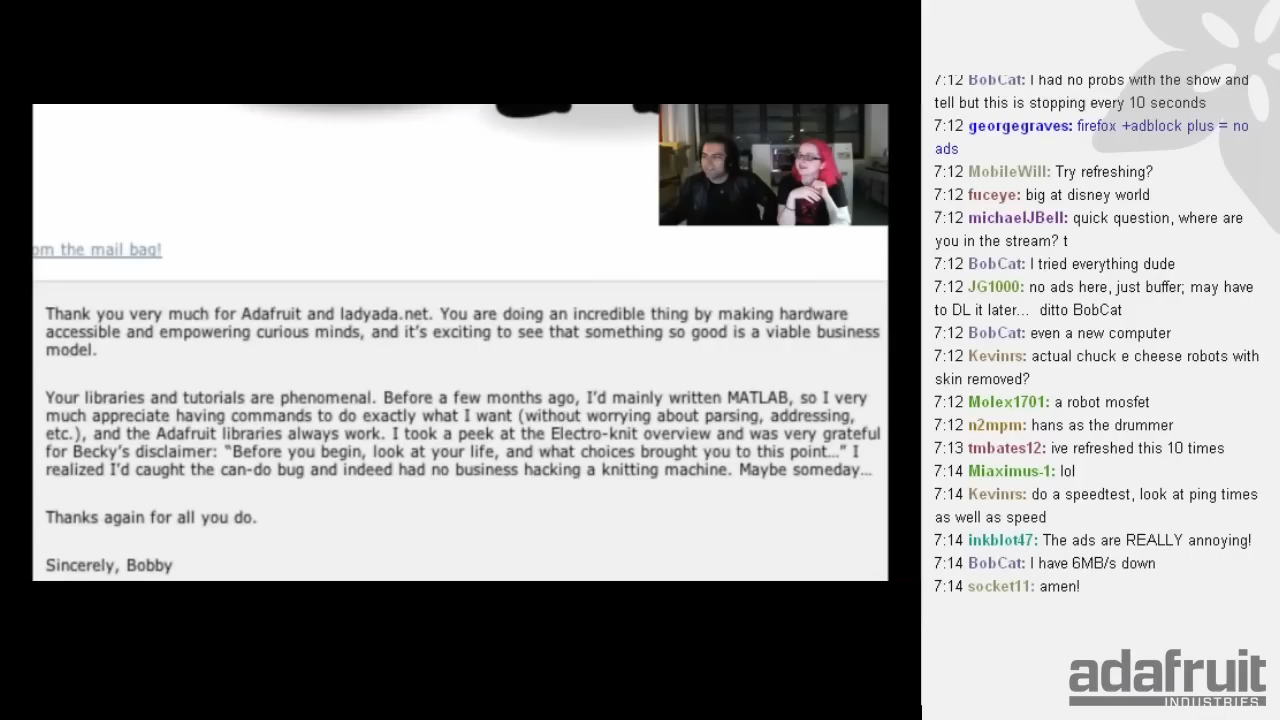 om the mail bag!
Thank you very much for Adafruit and ladyada.net. You are doing an incredible thing by making hardware
accessible and empowering curious minds, and it's exciting to see that something so good is a viable business
model.
Your libraries and tutorials are phenomenal. Before a few months ago, I'd mainly written MATLAB, so I very
much appreciate having commands to do exactly what I want (without worrying about parsing, addressing,
etc.), and the Adafruit libraries always work. I took a peek at the Electro-knit overview and was very grateful
for Becky's disclaimer: “Before you begin, look at your life, and what choices brought you to this point…” I
realized I'd caught the can-do bug and indeed had no business hacking a knitting machine. Maybe someday…
Thanks again for all you do.
Sincerely, Bobby
7:12 BobCat: I had no probs with the show and
tell but this is stopping every 10 seconds
7:12 georgegraves: firefox +adblock plus = no
ads
7:12 MobileWill: Try refreshing?
7:12 fuceye: big at disney world
7:12 michaelJBell: quick question, where are
you in the stream? t
7:12 BobCat: I tried everything dude
7:12 JG1000: no ads here, just buffer; may have
to DL it later... ditto BobCat
7:12 BobCat: even a new computer
7:12 Kevinrs: actual chuck e cheese robots with
skin removed?
7:12 Molex1701: a robot mosfet
7:12 n2mpm: hans as the drummer
7:13 tmbates12: ive refreshed this 10 times
7:14 Miaximus-1: lol
7:14 Kevinrs: do a speedtest, look at ping times
as well as speed
7:14 inkblot47: The ads are REALLY annoying!
7:14 BobCat: I have 6MB/s down
7:14 socket11: amen!
adafruit
INDUSTRIES